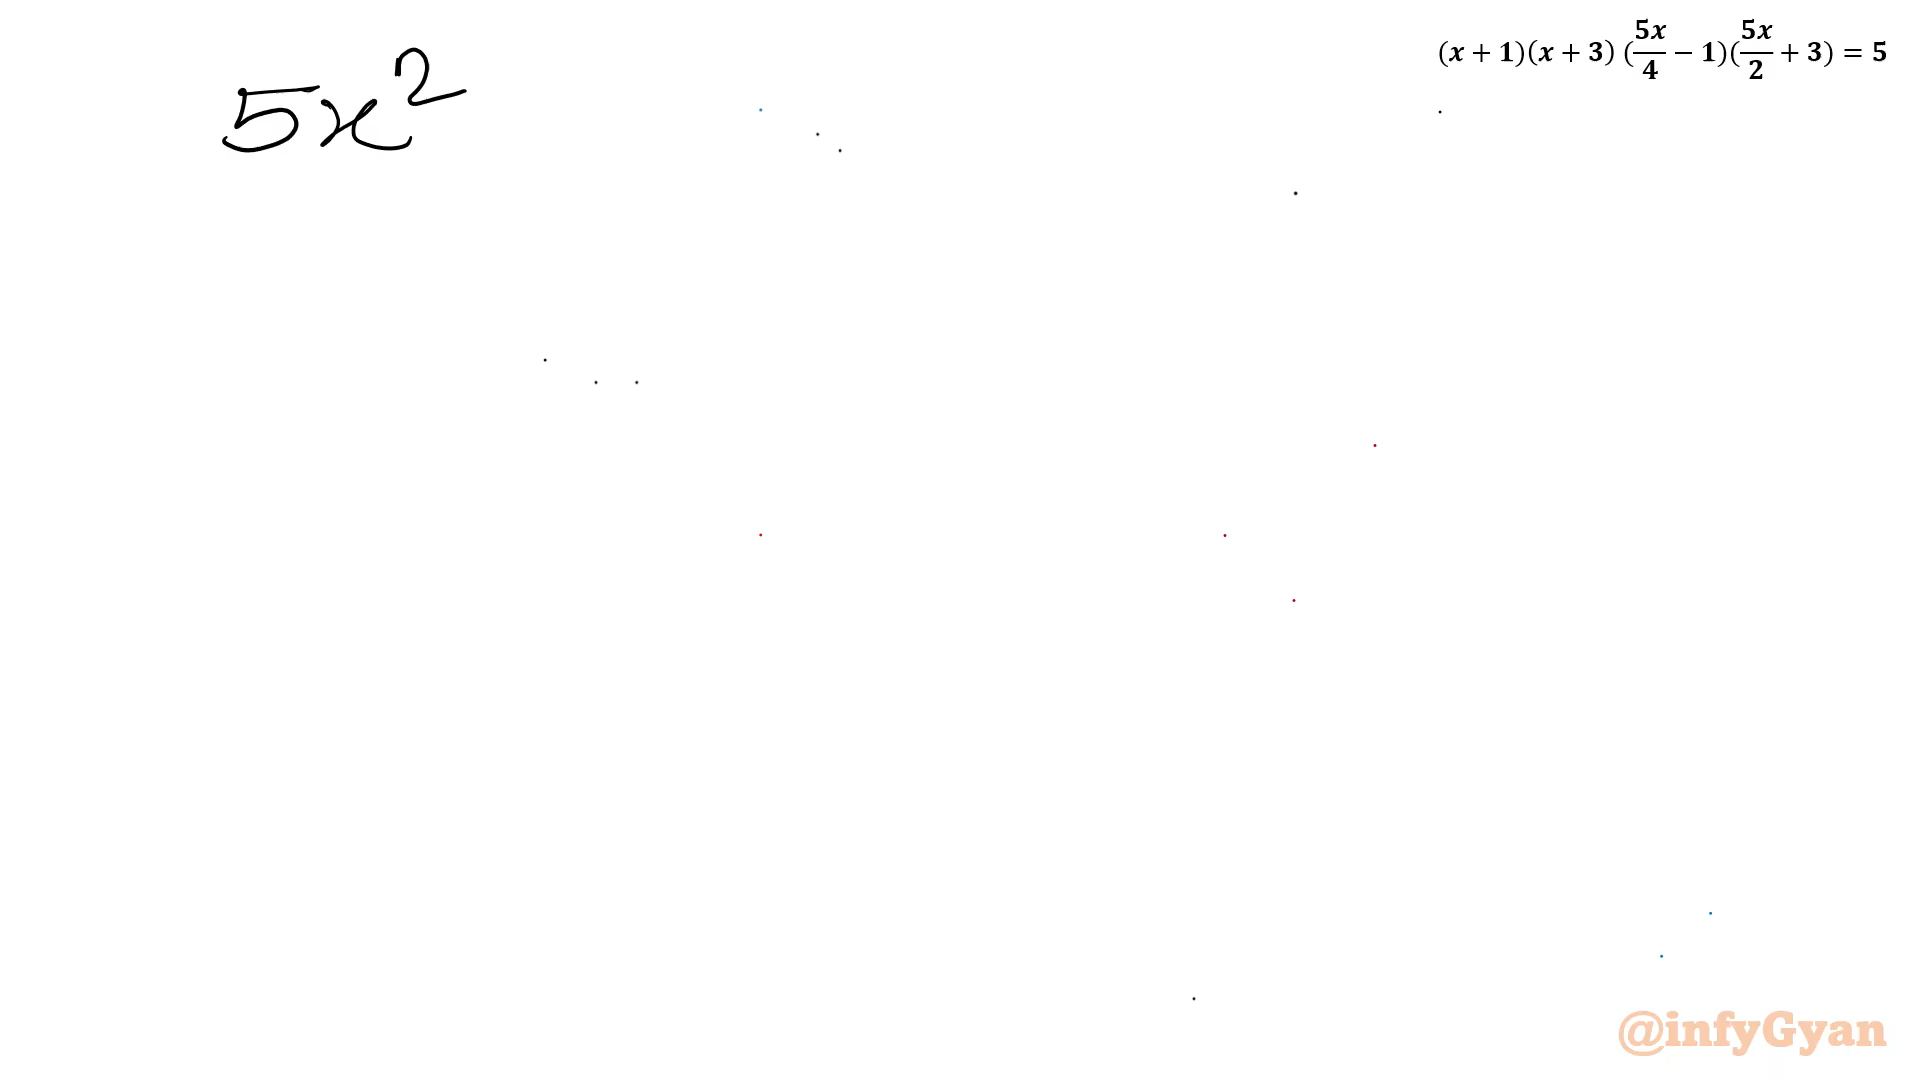 5x²
(x + 1)(x + 3) (5x/4 − 1)(5x/2 + 3) = 5
@infyGyan